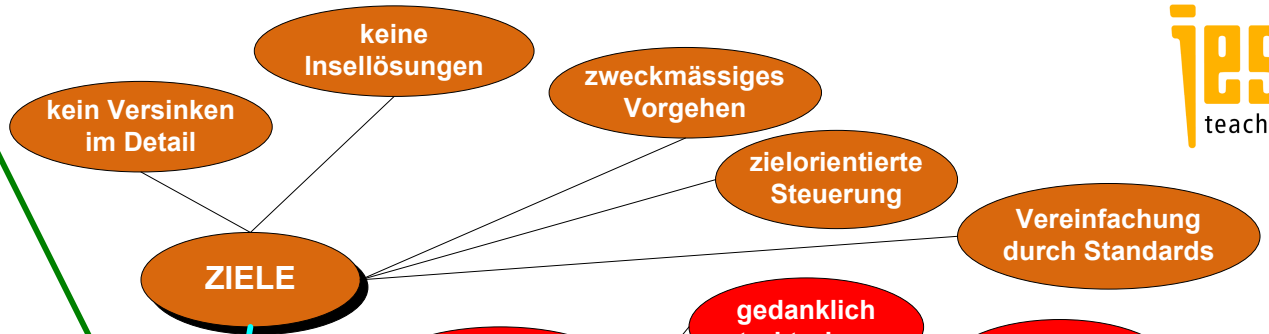 keine
Insellösungen
zweckmässiges
Vorgehen
kein Versinken
im Detail
teach
zielorientierte
Steuerung
Vereinfachung
durch Standards
ZIELE
gedanklich